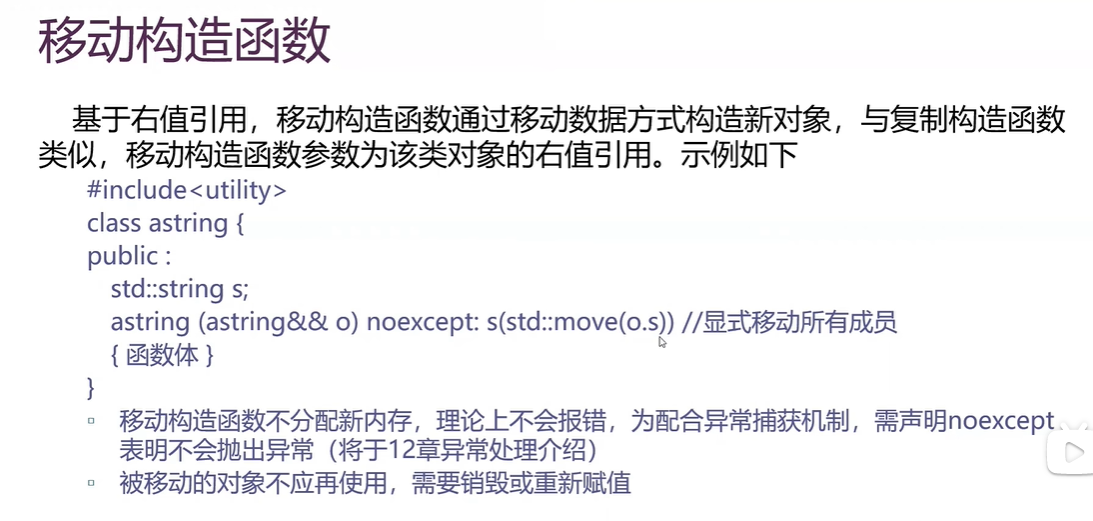 移动构造函数
基于右值引用，移动构造函数通过移动数据方式构造新对象，与复制构造函数
类似，移动构造函数参数为该类对象的右值引用。示例如下
#include<utility>
class astring {
public :
std::string s;
astring (astring&& o) noexcept: s(std::move(o.s)) //显式移动所有成员
{ 函数体 }
}
▫ 移动构造函数不分配新内存，理论上不会报错，为配合异常捕获机制，需声明noexcept
表明不会抛出异常（将于12章异常处理介绍）
▫ 被移动的对象不应再使用，需要销毁或重新赋值